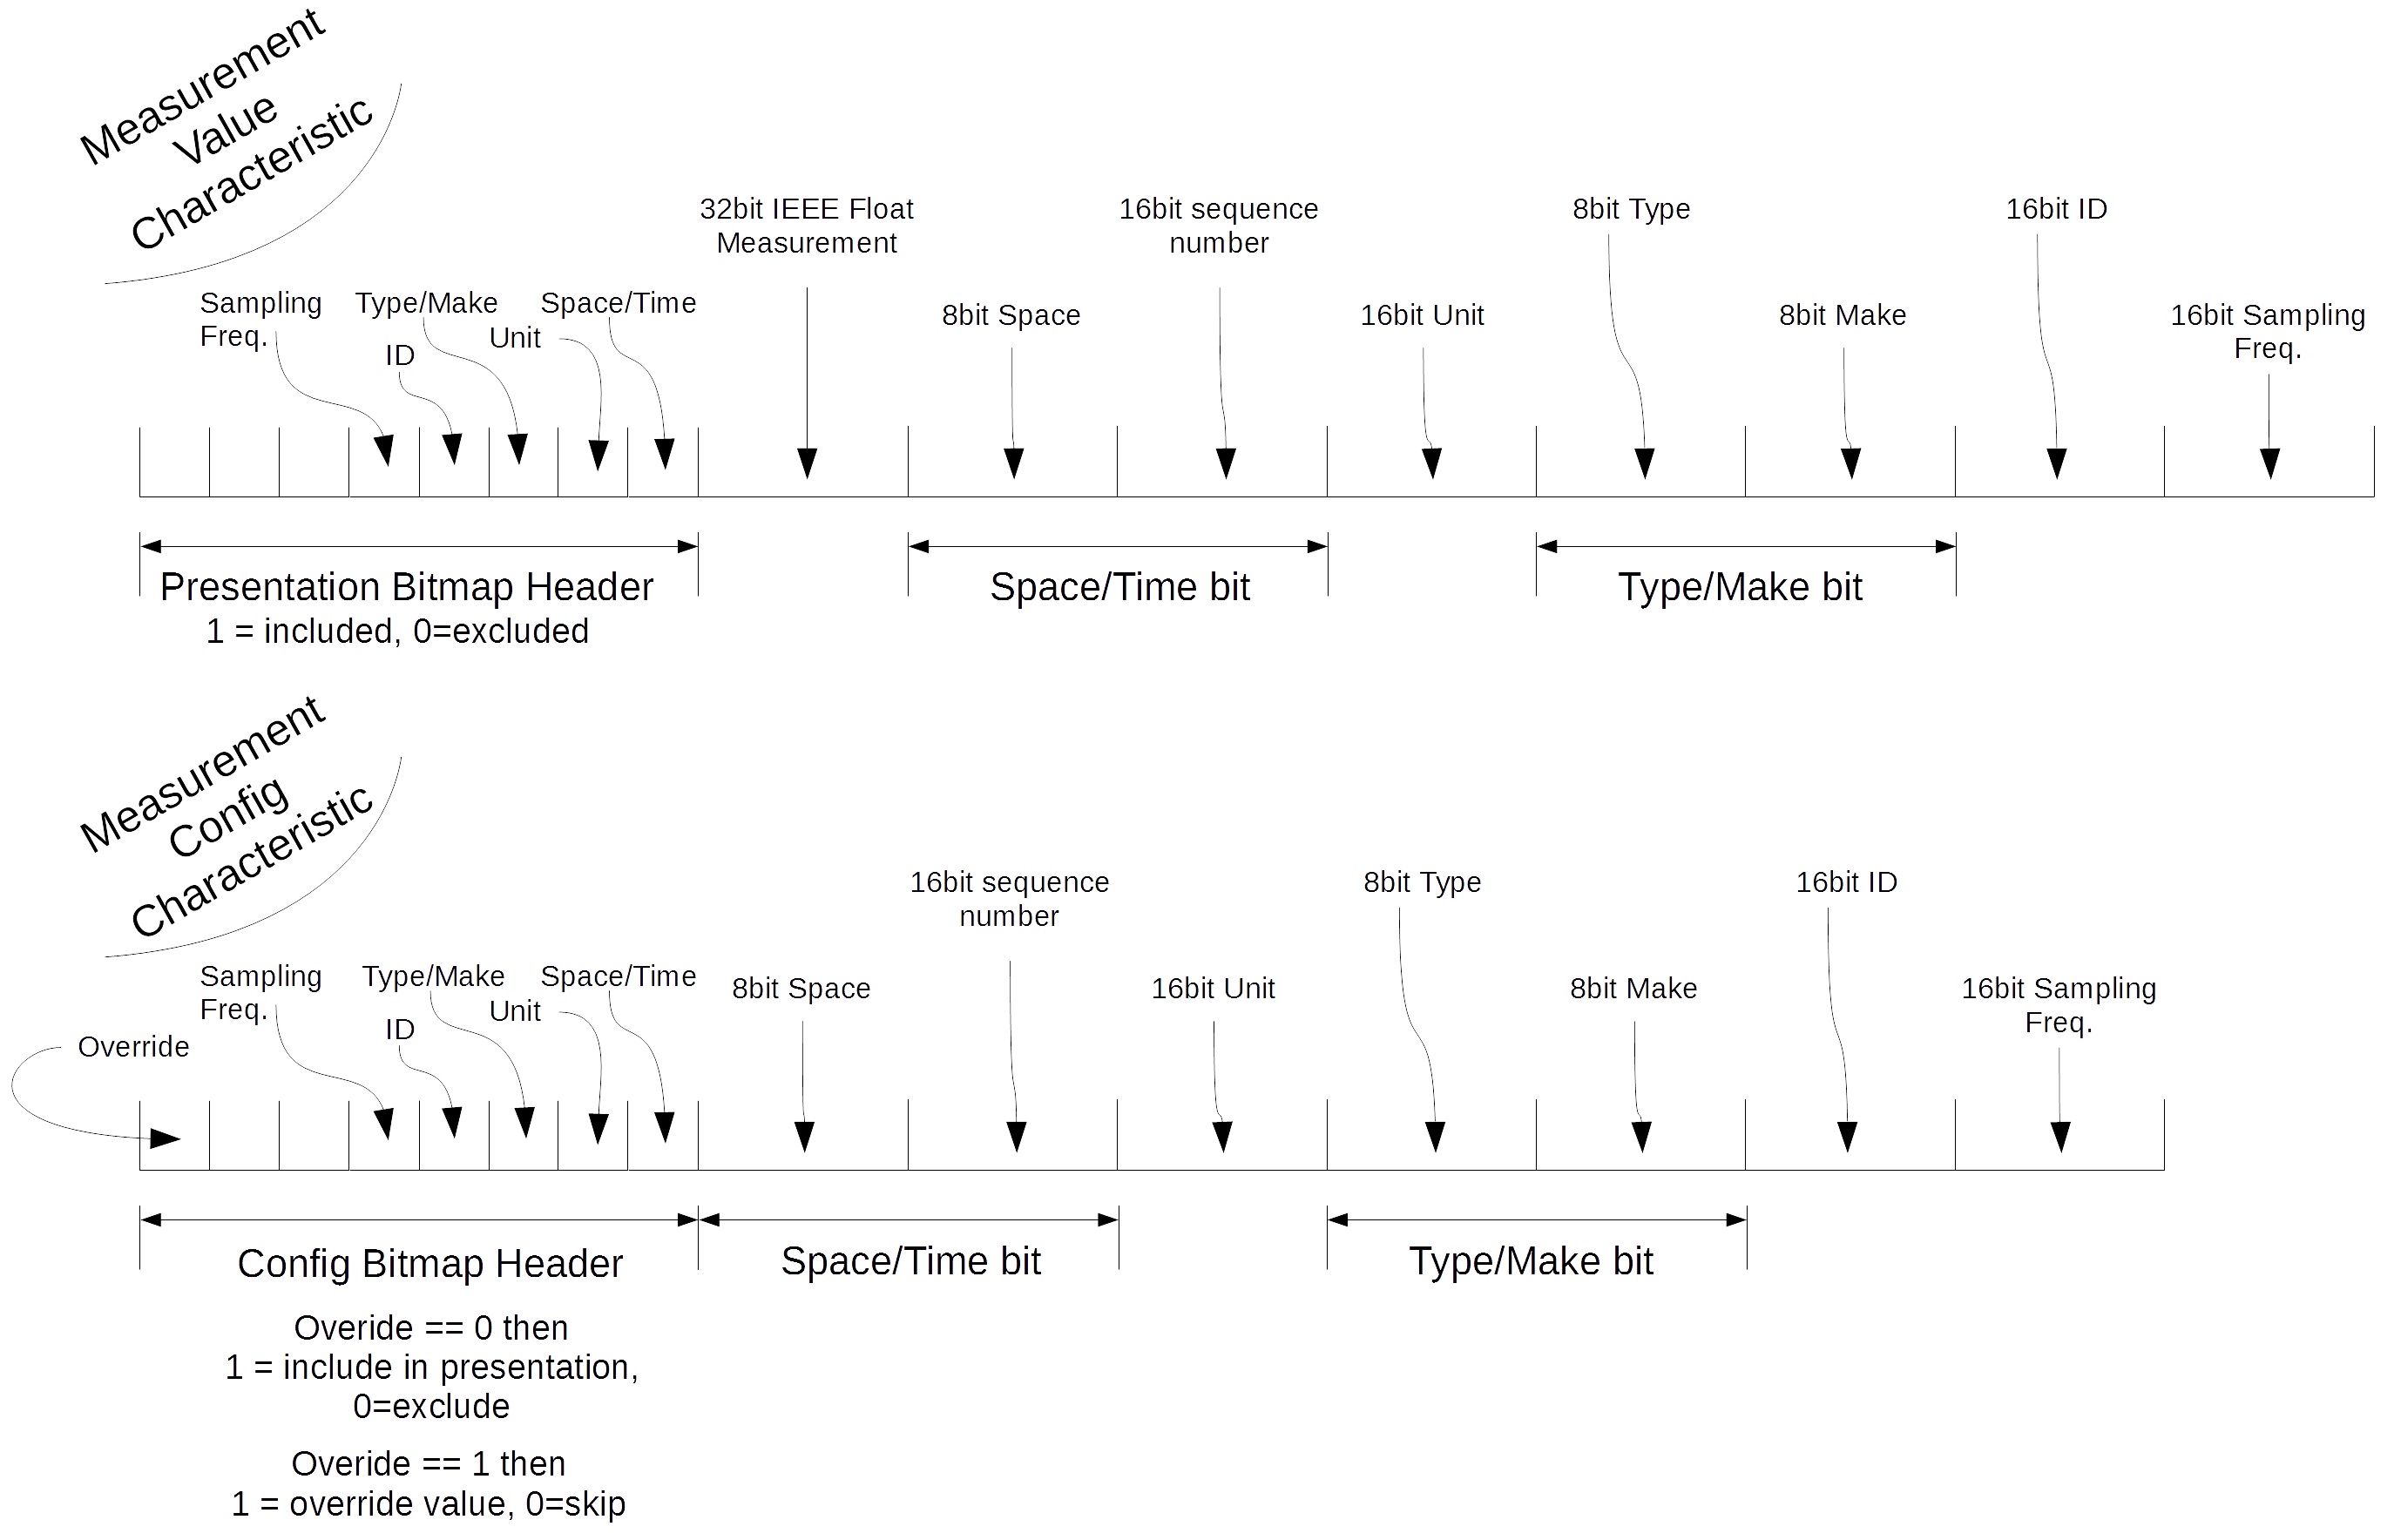 Measurement
Value
Characteristic
32bit IEEE Float
Measurement
16bit sequence
number
8bit Type
16bit ID
Sampling
Freq.
Type/Make
ID
Unit
Space/Time
8bit Space
16bit Unit
8bit Make
16bit Sampling
Freq.
Presentation Bitmap Header
1 = included, 0=excluded
Space/Time bit
Type/Make bit
Measurement
Config
Characteristic
16bit sequence
number
8bit Type
16bit ID
Override
Sampling
Freq.
Type/Make
ID
Unit
Space/Time
8bit Space
16bit Unit
8bit Make
16bit Sampling
Freq.
Config Bitmap Header
Space/Time bit
Type/Make bit
Overide == 0 then
1 = include in presentation,
0=exclude
Overide == 1 then
1 = override value, 0=skip